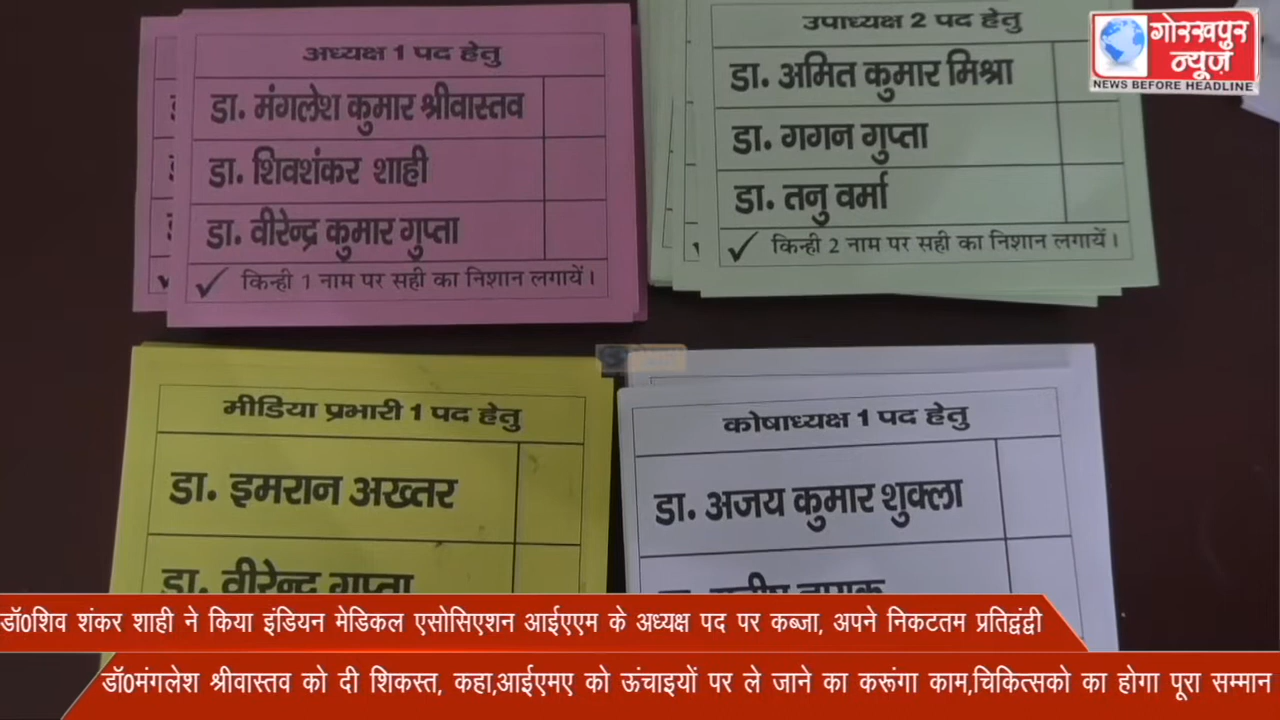 अध्यक्ष 1 पद हेतु
डा. मंगलेश कुमार श्रीवास्तव
डा. शिवशंकर शाही
डा. वीरेन्द्र कुमार गुप्ता
किन्ही 1 नाम पर सही का निशान लगायें।
उपाध्यक्ष 2 पद हेतु
डा. अमित कुमार मिश्रा
डा. गगन गुप्ता
डा. तनु वर्मा
किन्ही 2 नाम पर सही का निशान लगायें।
गोरखपुर
न्यूज़
NEWS BEFORE HEADLINE
मीडिया प्रभारी 1 पद हेतु
डा. इमरान अख्तर
डा. वीरेन्द्र गुप्ता
कोषाध्यक्ष 1 पद हेतु
डा. अजय कुमार शुक्ला
डॉ0शिव शंकर शाही ने किया इंडियन मेडिकल एसोसिएशन आईएएम के अध्यक्ष पद पर कब्जा, अपने निकटतम प्रतिद्वंद्वी
डॉ0मंगलेश श्रीवास्तव को दी शिकस्त, कहा,आईएमए को ऊंचाइयों पर ले जाने का करूंगा काम,चिकित्सको का होगा पूरा सम्मान